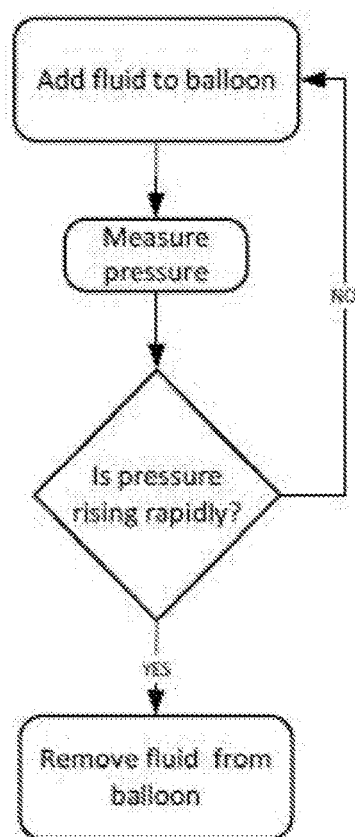 Add fluid to balloon
Measure
pressure
NO
Is pressure
rising rapidly?
YES
Remove fluid from
balloon